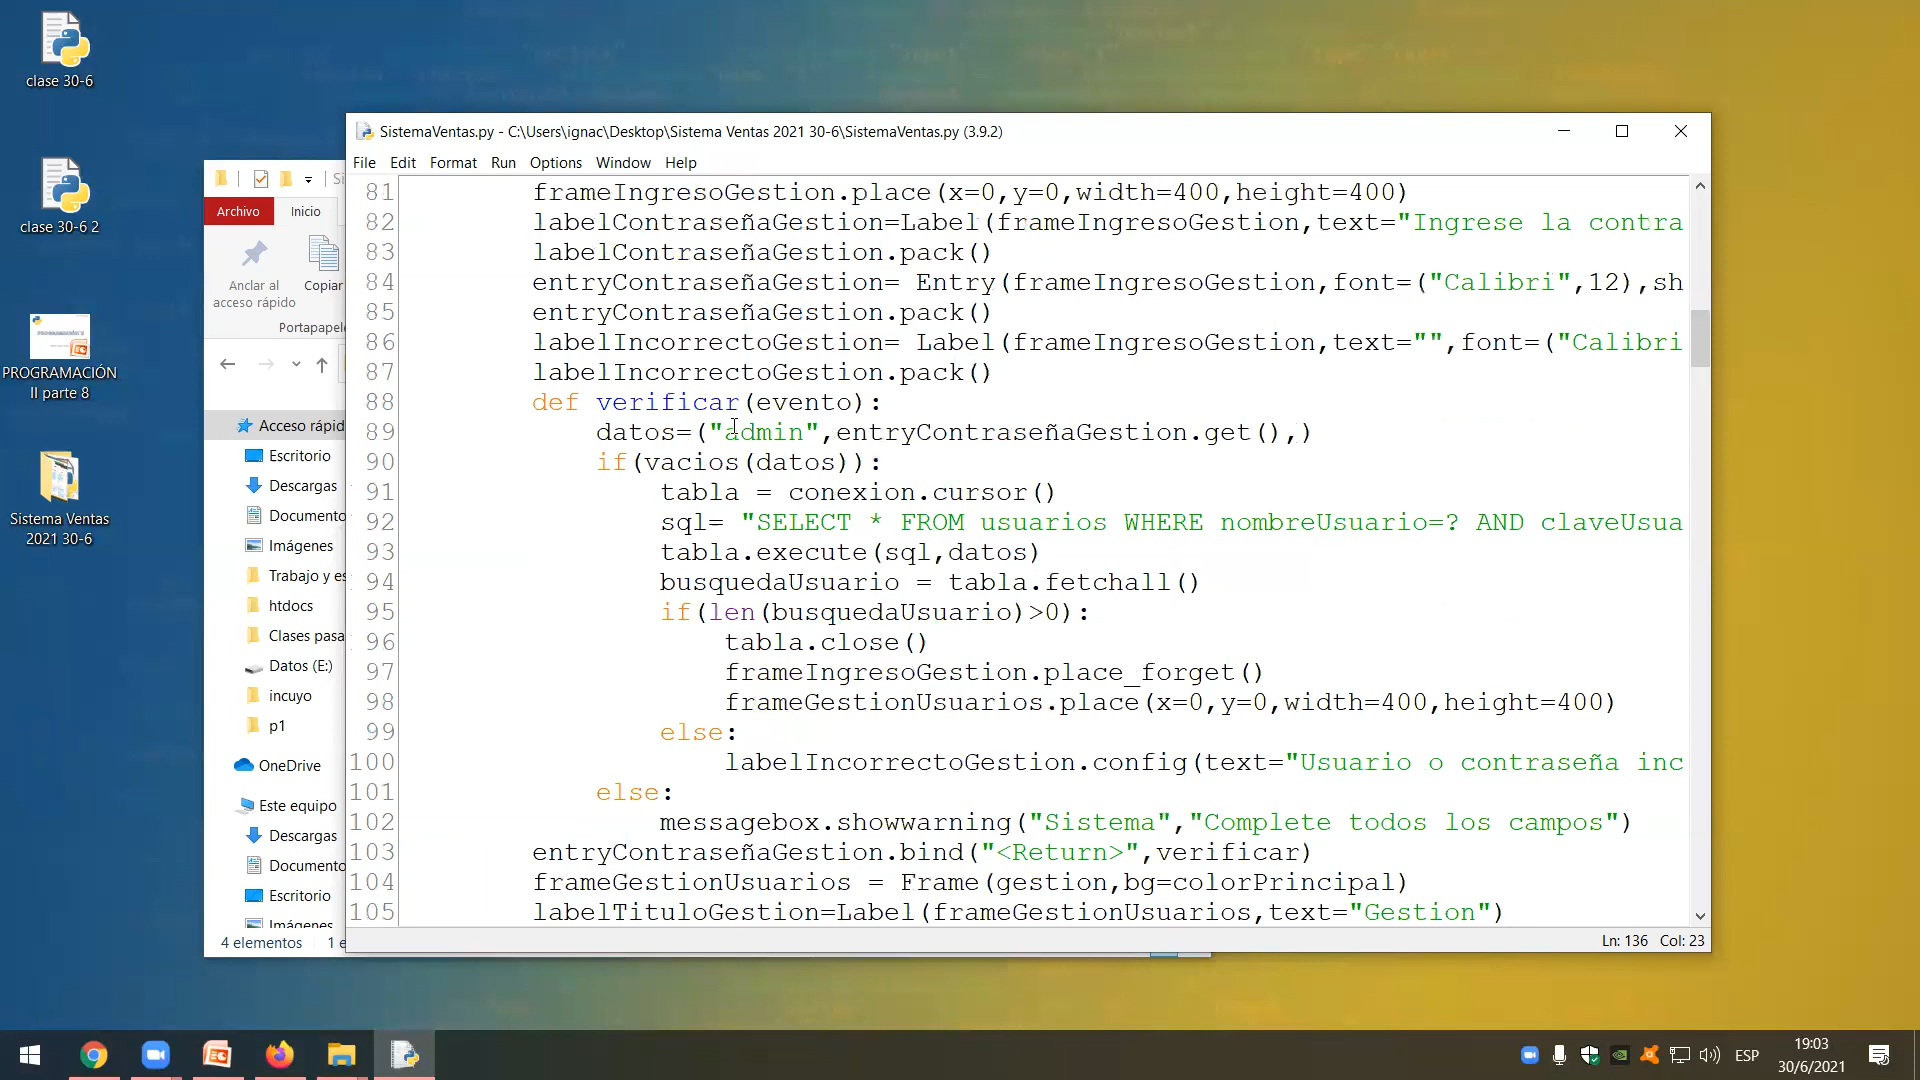 clase 30-6
clase 30-6 2
PROGRAMACIÓN
II parte 8
Sistema Ventas
2021 30-6
Archivo
Inicio
Anclar al
acceso rápido
Copiar
Portapapele
Acceso rápid
Escritorio
Descargas
Documento
Imágenes
Trabajo y es
htdocs
Clases pasa
Datos (E:)
incuyo
p1
OneDrive
Este equipo
Descargas
Documento
Escritorio
Imágenes
4 elementos
1 e
SistemaVentas.py - C:\Users\ignac\Desktop\Sistema Ventas 2021 30-6\SistemaVentas.py (3.9.2)
File Edit Format Run Options Window Help
81 frameIngresoGestion.place(x=0,y=0,width=400,height=400)
82 labelContraseñaGestion=Label(frameIngresoGestion,text="Ingrese la contra
83 labelContraseñaGestion.pack()
84 entryContraseñaGestion= Entry(frameIngresoGestion,font=("Calibri",12),sh
85 entryContraseñaGestion.pack()
86 labelIncorrectoGestion= Label(frameIngresoGestion,text="",font=("Calibri
87 labelIncorrectoGestion.pack()
88 def verificar(evento):
89 datos=("admin",entryContraseñaGestion.get(),)
90 if(vacios(datos)):
91 tabla = conexion.cursor()
92 sql= "SELECT * FROM usuarios WHERE nombreUsuario=? AND claveUsua
93 tabla.execute(sql,datos)
94 busquedaUsuario = tabla.fetchall()
95 if(len(busquedaUsuario)>0):
96 tabla.close()
97 frameIngresoGestion.place_forget()
98 frameGestionUsuarios.place(x=0,y=0,width=400,height=400)
99 else:
100 labelIncorrectoGestion.config(text="Usuario o contraseña inc
101 else:
102 messagebox.showwarning("Sistema","Complete todos los campos")
103 entryContraseñaGestion.bind("<Return>",verificar)
104 frameGestionUsuarios = Frame(gestion,bg=colorPrincipal)
105 labelTituloGestion=Label(frameGestionUsuarios,text="Gestion")
Ln: 136 Col: 23
ESP
19:03
30/6/2021